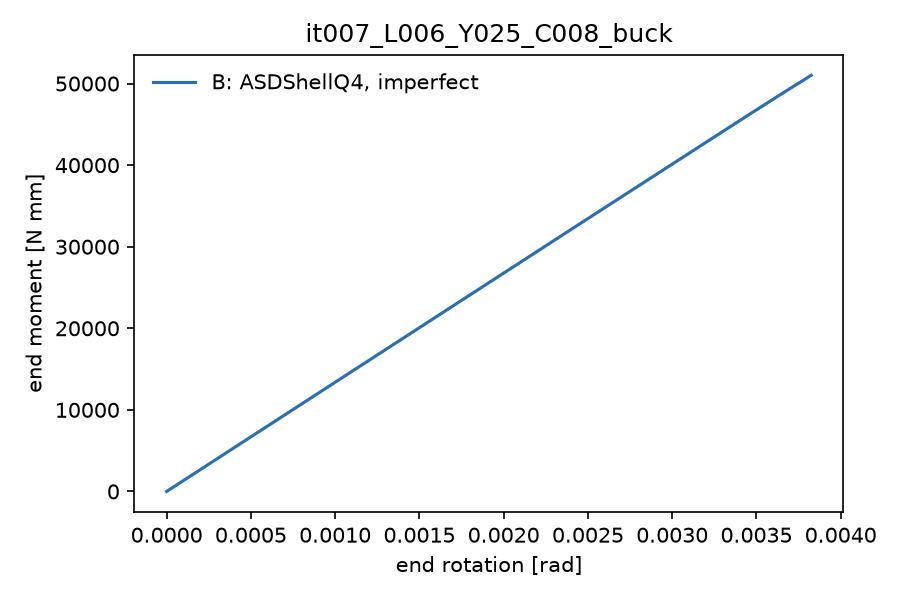 it007_L006_Y025_C008_buck
B: ASDShellQ4, imperfect
50000
40000
30000
20000
10000
0
end moment [N mm]
0.0000 0.0005 0.0010 0.0015 0.0020 0.0025 0.0030 0.0035 0.0040
end rotation [rad]